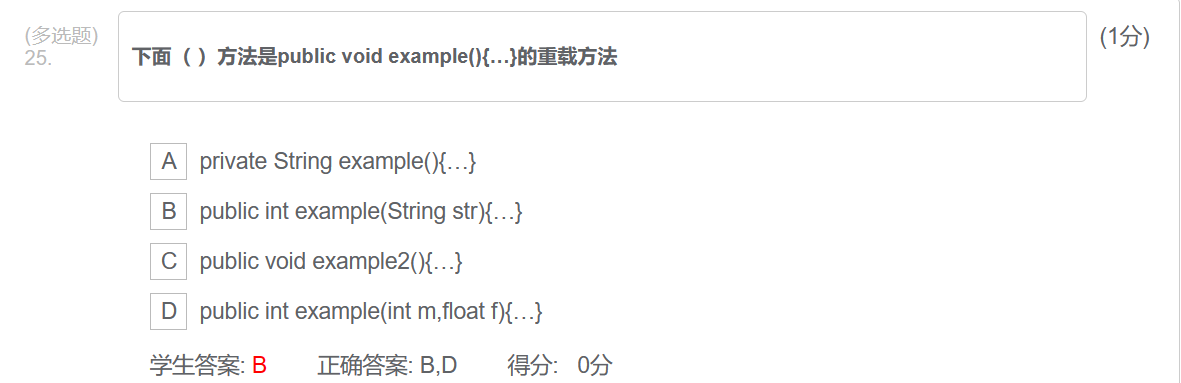 (多选题)
25.
下面（ ）方法是public void example(){…}的重载方法
(1分)
A private String example(){…}
B public int example(String str){…}
C public void example2(){…}
D public int example(int m,float f){…}
学生答案: B 正确答案: B,D 得分: 0分